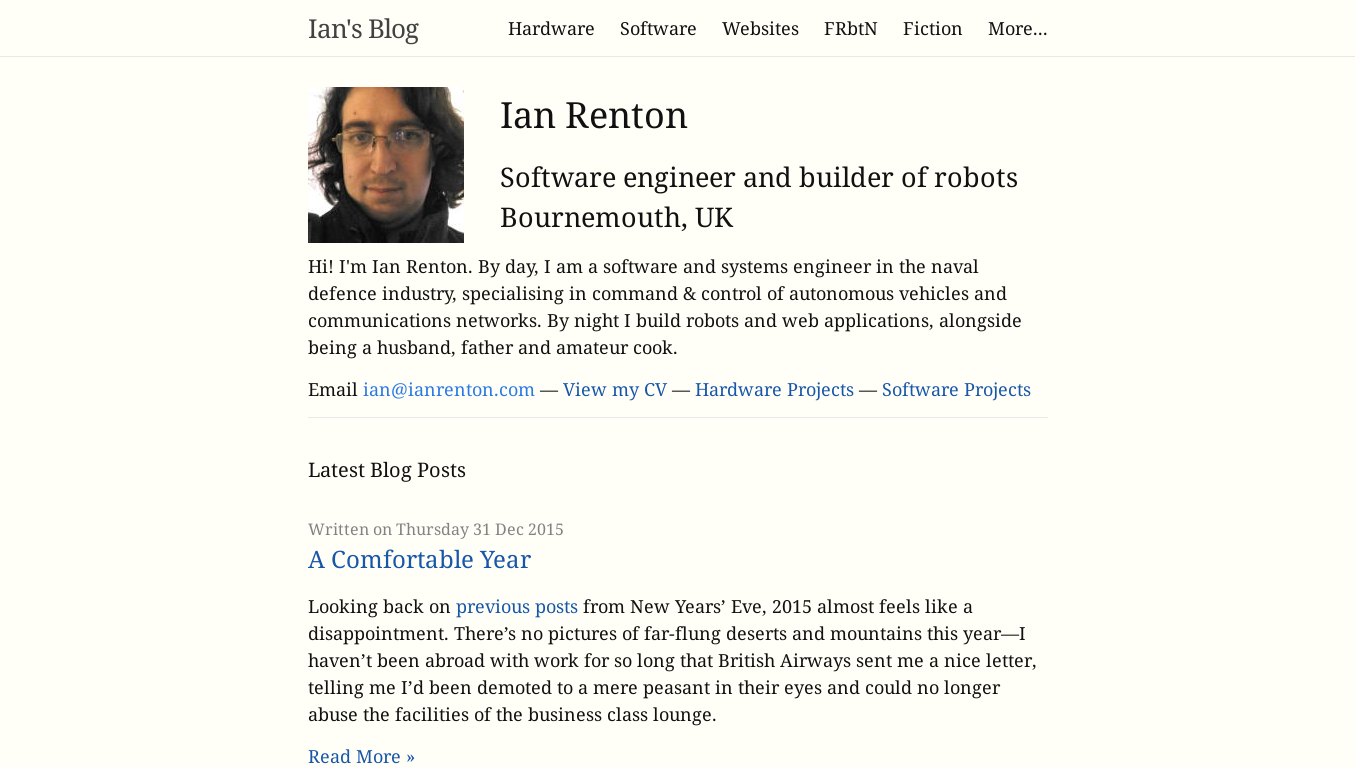 Ian's Blog
Hardware Software Websites FRbtN Fiction More...
Ian Renton
Software engineer and builder of robots
Bournemouth, UK
Hi! I'm Ian Renton. By day, I am a software and systems engineer in the naval
defence industry, specialising in command & control of autonomous vehicles and
communications networks. By night I build robots and web applications, alongside
being a husband, father and amateur cook.
Email ian@ianrenton.com — View my CV — Hardware Projects — Software Projects
Latest Blog Posts
Written on Thursday 31 Dec 2015
A Comfortable Year
Looking back on previous posts from New Years’ Eve, 2015 almost feels like a
disappointment. There’s no pictures of far-flung deserts and mountains this year—I
haven’t been abroad with work for so long that British Airways sent me a nice letter,
telling me I’d been demoted to a mere peasant in their eyes and could no longer
abuse the facilities of the business class lounge.
Read More »